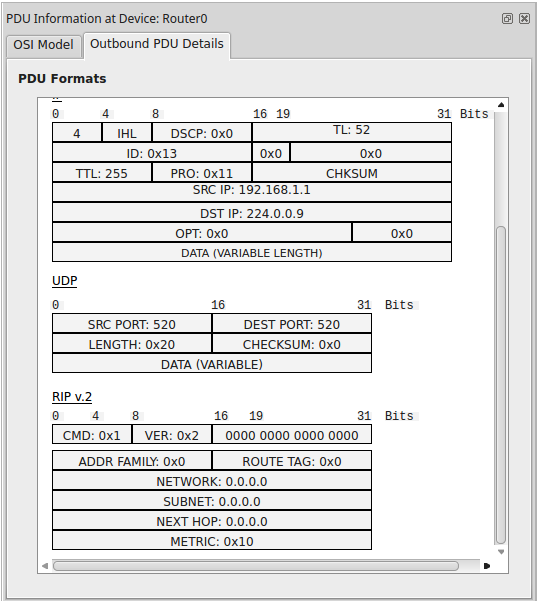 PDU Information at Device: Router0
OSI Model Outbound PDU Details
PDU Formats
0 4 8 16 19 31 Bits
4 IHL DSCP: 0x0 TL: 52
ID: 0x13 0x0 0x0
TTL: 255 PRO: 0x11 CHKSUM
SRC IP: 192.168.1.1
DST IP: 224.0.0.9
OPT: 0x0 0x0
DATA (VARIABLE LENGTH)
UDP
0 16 31 Bits
SRC PORT: 520 DEST PORT: 520
LENGTH: 0x20 CHECKSUM: 0x0
DATA (VARIABLE)
RIP v.2
0 4 8 16 19 31 Bits
CMD: 0x1 VER: 0x2 0000 0000 0000 0000
ADDR FAMILY: 0x0 ROUTE TAG: 0x0
NETWORK: 0.0.0.0
SUBNET: 0.0.0.0
NEXT HOP: 0.0.0.0
METRIC: 0x10